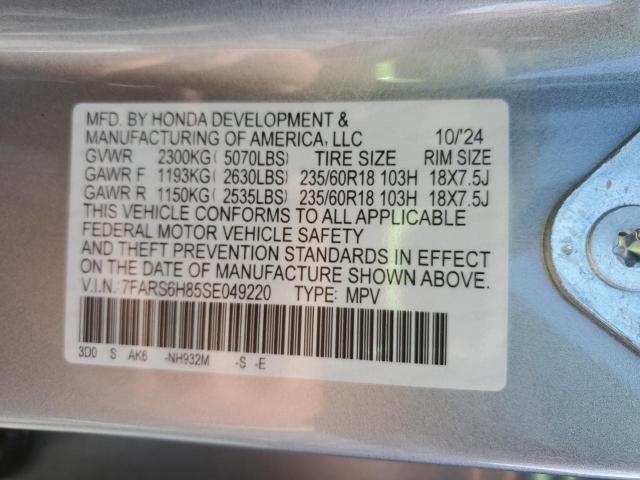 MFD. BY HONDA DEVELOPMENT &
MANUFACTURING OF AMERICA, LLC 10/'24
GVWR 2300KG ( 5070LBS) TIRE SIZE RIM SIZE
GAWR F 1193KG ( 2630LBS) 235/60R18 103H 18X7.5J
GAWR R 1150KG ( 2535LBS) 235/60R18 103H 18X7.5J
THIS VEHICLE CONFORMS TO ALL APPLICABLE
FEDERAL MOTOR VEHICLE SAFETY
AND THEFT PREVENTION STANDARDS IN EFFECT
ON THE DATE OF MANUFACTURE SHOWN ABOVE.
V.I.N.: 7FARS6H85SE049220 TYPE: MPV
3D0 S AK6 -NH932M -S -E